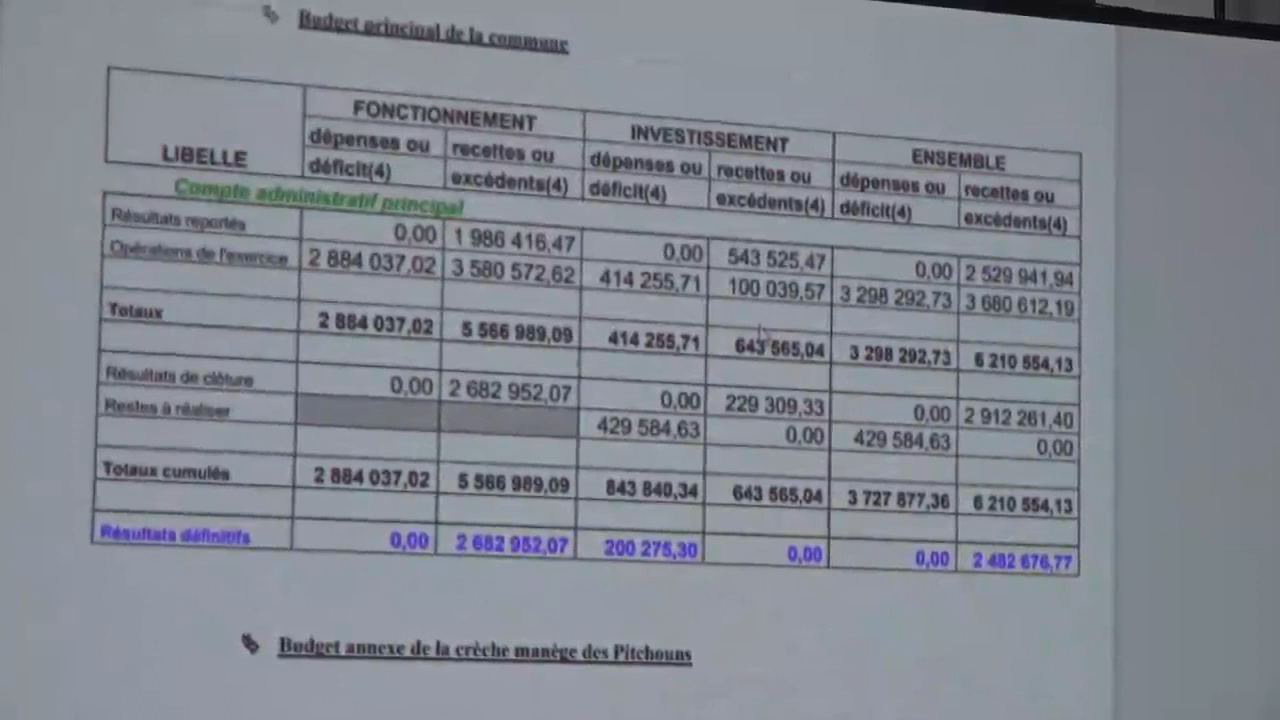 Budget principal de la commune
LIBELLE FONCTIONNEMENT INVESTISSEMENT ENSEMBLE
dépenses ou déficit(4) recettes ou excédents(4) dépenses ou déficit(4) recettes ou excédents(4) dépenses ou déficit(4) recettes ou excédents(4)
Compte administratif principal
Résultats reportés 0,00 1 986 416,47 0,00 543 525,47 0,00 2 529 941,94
Opérations de l'exercice 2 884 037,02 3 580 572,62 414 255,71 100 039,57 3 298 292,73 3 680 612,19
Totaux 2 884 037,02 5 566 989,09 414 255,71 643 565,04 3 298 292,73 6 210 554,13
Résultats de clôture 0,00 2 682 952,07 0,00 229 309,33 0,00 2 912 261,40
Restes à réaliser 429 584,63 0,00 429 584,63 0,00
Totaux cumulés 2 884 037,02 5 566 989,09 843 840,34 643 565,04 3 727 877,36 6 210 554,13
Résultats définitifs 0,00 2 682 952,07 200 275,30 0,00 0,00 2 482 676,77
Budget annexe de la crèche manège des Pitchouns